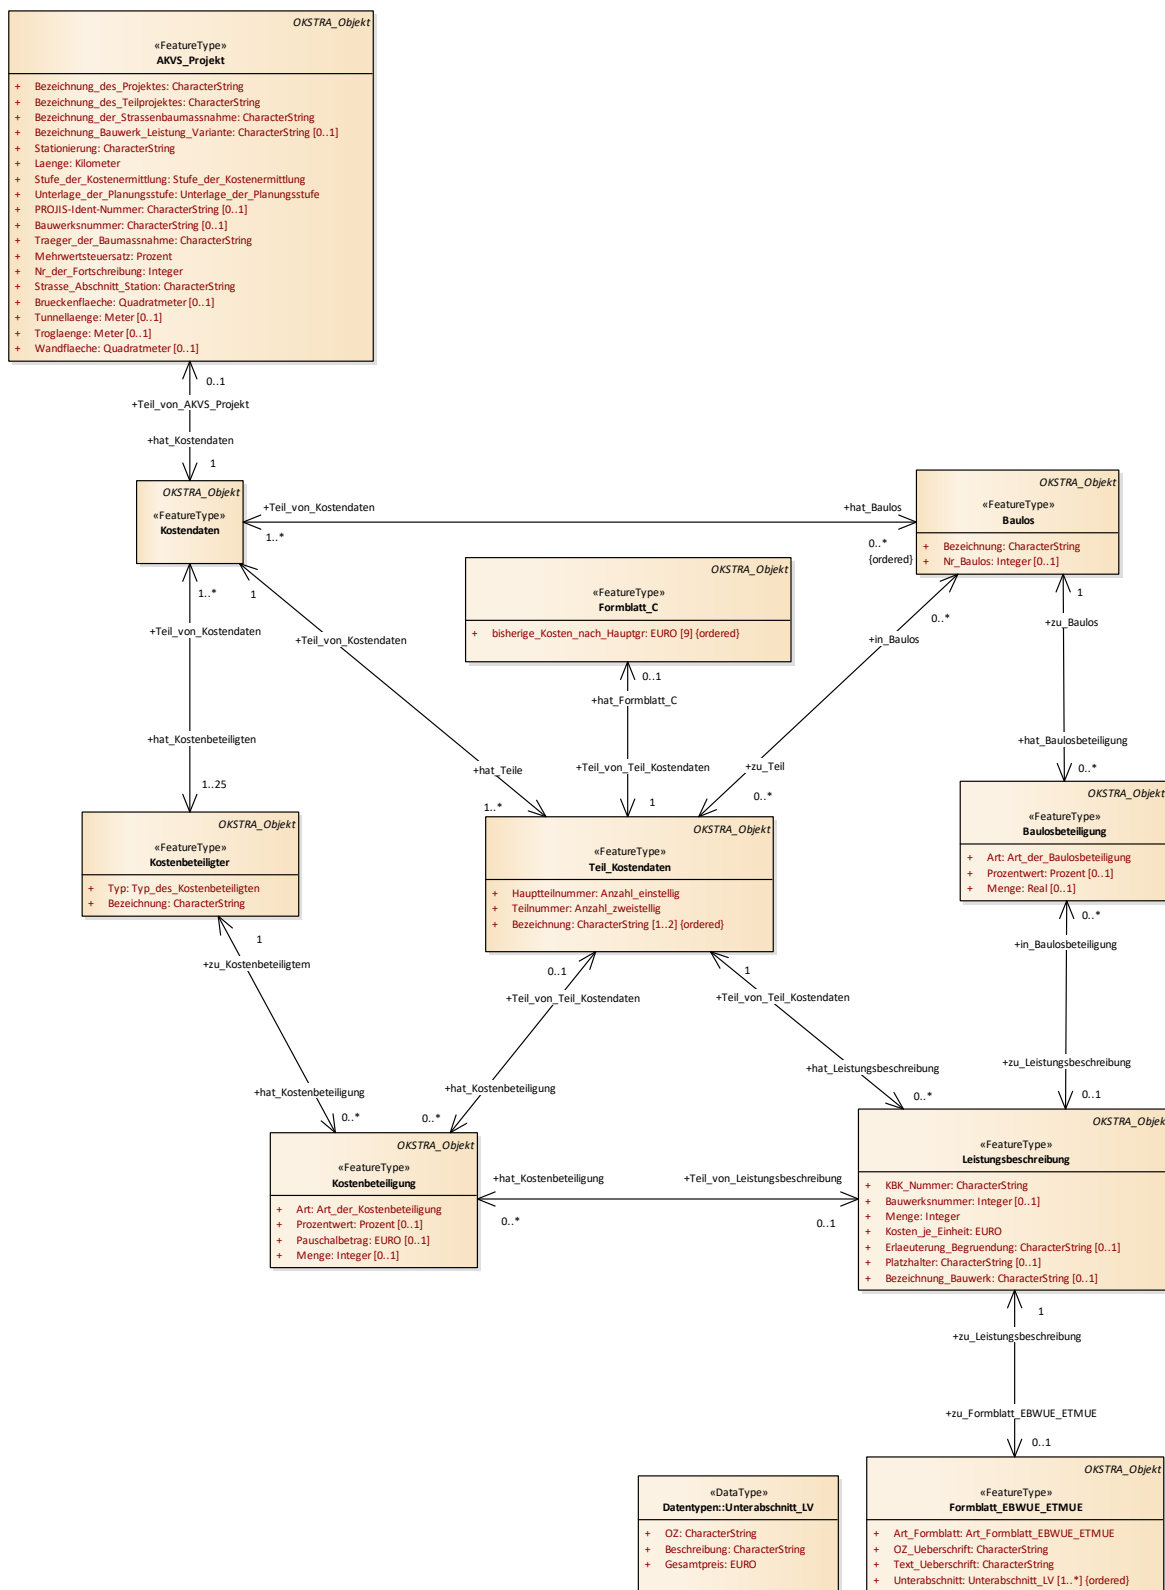 OKSTRA_Objekt
«FeatureType»
AKVS_Projekt
+ Bezeichnung_des_Projektes: CharacterString
+ Bezeichnung_des_Teilprojektes: CharacterString
+ Bezeichnung_der_Strassenbaumassnahme: CharacterString
+ Bezeichnung_Bauwerk_Leistung_Variante: CharacterString [0..1]
+ Stationierung: CharacterString
+ Laenge: Kilometer
+ Stufe_der_Kostenermittlung: Stufe_der_Kostenermittlung
+ Unterlage_der_Planungsstufe: Unterlage_der_Planungsstufe
+ PROJIS-Ident-Nummer: CharacterString [0..1]
+ Bauwerksnummer: CharacterString [0..1]
+ Traeger_der_Baumassnahme: CharacterString
+ Mehrwertsteuersatz: Prozent
+ Nr_der_Fortschreibung: Integer
+ Strasse_Abschnitt_Station: CharacterString
+ Brueckenflaeche: Quadratmeter [0..1]
+ Tunnellaenge: Meter [0..1]
+ Troglaenge: Meter [0..1]
+ Wandflaeche: Quadratmeter [0..1]
0..1
+Teil_von_AKVS_Projekt
+hat_Kostendaten
1
OKSTRA_Objekt
«FeatureType»
Kostendaten
+Teil_von_Kostendaten
1..*
+hat_Baulos
0..*
{ordered}
OKSTRA_Objekt
«FeatureType»
Baulos
+ Bezeichnung: CharacterString
+ Nr_Baulos: Integer [0..1]
OKSTRA_Objekt
«FeatureType»
Formblatt_C
+ bisherige_Kosten_nach_Hauptgr: EURO [9] {ordered}
1..*
+Teil_von_Kostendaten
1
+Teil_von_Kostendaten
0..1
+hat_Formblatt_C
0..*
+in_Baulos
1
+zu_Baulos
+hat_Kostenbeteiligten
1..25
+hat_Teile
1..*
+Teil_von_Teil_Kostendaten
1
+zu_Teil
0..*
+hat_Baulosbeteiligung
0..*
OKSTRA_Objekt
«FeatureType»
Kostenbeteiligter
+ Typ: Typ_des_Kostenbeteiligten
+ Bezeichnung: CharacterString
OKSTRA_Objekt
«FeatureType»
Teil_Kostendaten
+ Hauptteilnummer: Anzahl_einstellig
+ Teilnummer: Anzahl_zweistellig
+ Bezeichnung: CharacterString [1..2] {ordered}
OKSTRA_Objekt
«FeatureType»
Baulosbeteiligung
+ Art: Art_der_Baulosbeteiligung
+ Prozentwert: Prozent [0..1]
+ Menge: Real [0..1]
1
+zu_Kostenbeteiligtem
0..1
+Teil_von_Teil_Kostendaten
1
+Teil_von_Teil_Kostendaten
0..*
+in_Baulosbeteiligung
+hat_Kostenbeteiligung
0..*
+hat_Kostenbeteiligung
0..*
+hat_Leistungsbeschreibung
0..*
+zu_Leistungsbeschreibung
0..1
OKSTRA_Objekt
«FeatureType»
Kostenbeteiligung
+ Art: Art_der_Kostenbeteiligung
+ Prozentwert: Prozent [0..1]
+ Pauschalbetrag: EURO [0..1]
+ Menge: Integer [0..1]
+hat_Kostenbeteiligung
0..*
+Teil_von_Leistungsbeschreibung
0..1
OKSTRA_Objekt
«FeatureType»
Leistungsbeschreibung
+ KBK_Nummer: CharacterString
+ Bauwerksnummer: Integer [0..1]
+ Menge: Integer
+ Kosten_je_Einheit: EURO
+ Erlaeuterung_Begruendung: CharacterString [0..1]
+ Platzhalter: CharacterString [0..1]
+ Bezeichnung_Bauwerk: CharacterString [0..1]
1
+zu_Leistungsbeschreibung
+zu_Formblatt_EBWUE_ETMUE
0..1
«DataType»
Datentypen::Unterabschnitt_LV
+ OZ: CharacterString
+ Beschreibung: CharacterString
+ Gesamtpreis: EURO
OKSTRA_Objekt
«FeatureType»
Formblatt_EBWUE_ETMUE
+ Art_Formblatt: Art_Formblatt_EBWUE_ETMUE
+ OZ_Ueberschrift: CharacterString
+ Text_Ueberschrift: CharacterString
+ Unterabschnitt: Unterabschnitt_LV [1..*] {ordered}